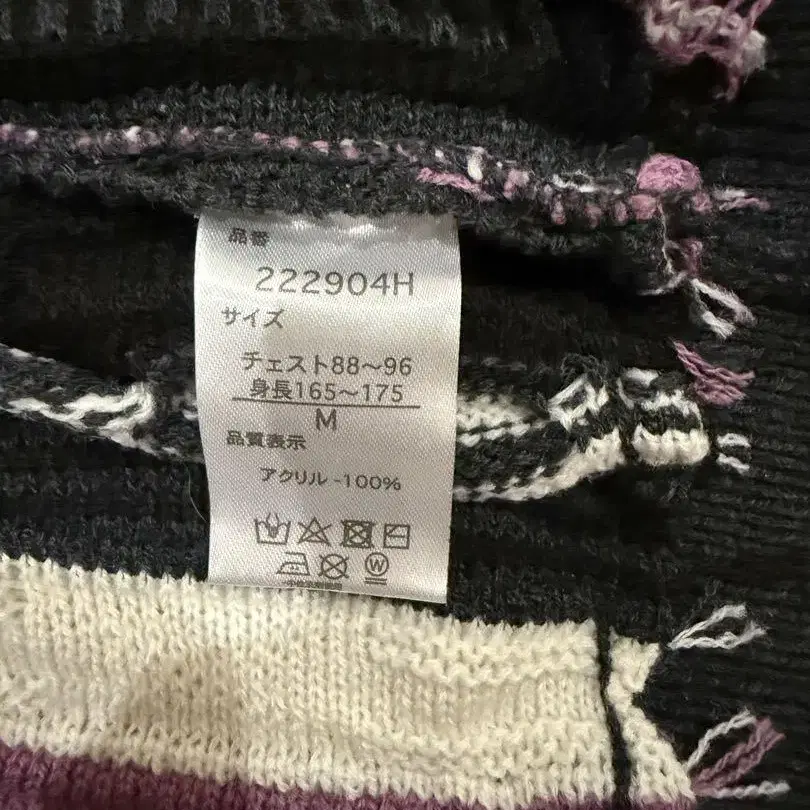 品番
222904H
サイズ
チェスト88～96
身長165～175
M
品質表示
アクリル -100%
W